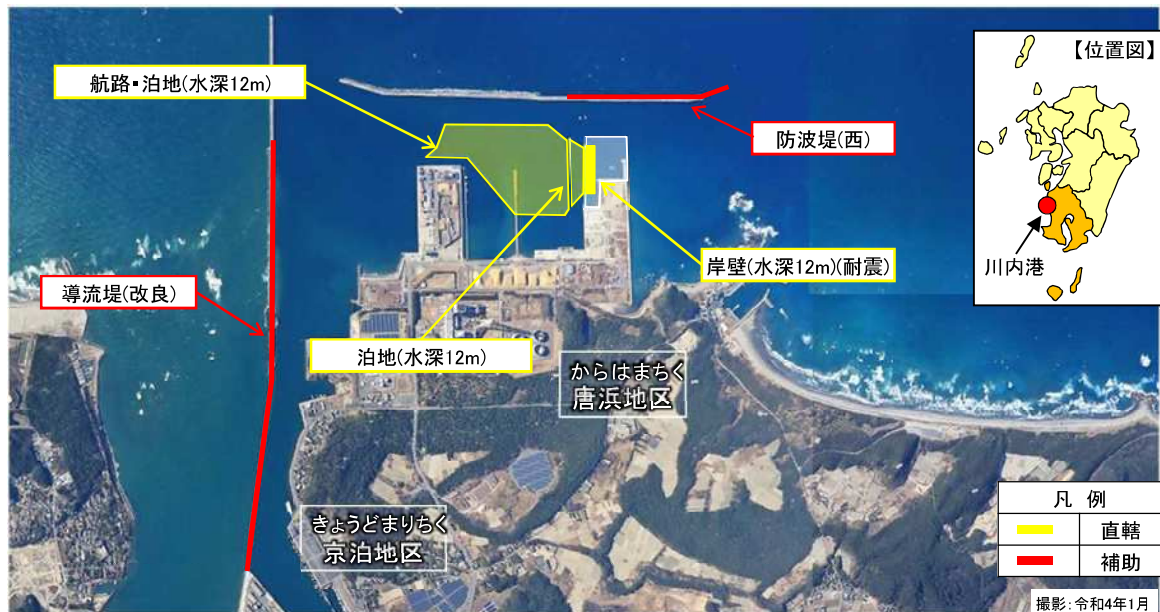 航路・泊地(水深12m)
防波堤(西)
【位置図】
川内港
岸壁(水深12m)(耐震)
導流堤(改良)
泊地(水深12m)
からはまちく
唐浜地区
きょうどまりちく
京泊地区
凡 例
直轄
補助
撮影:令和4年1月